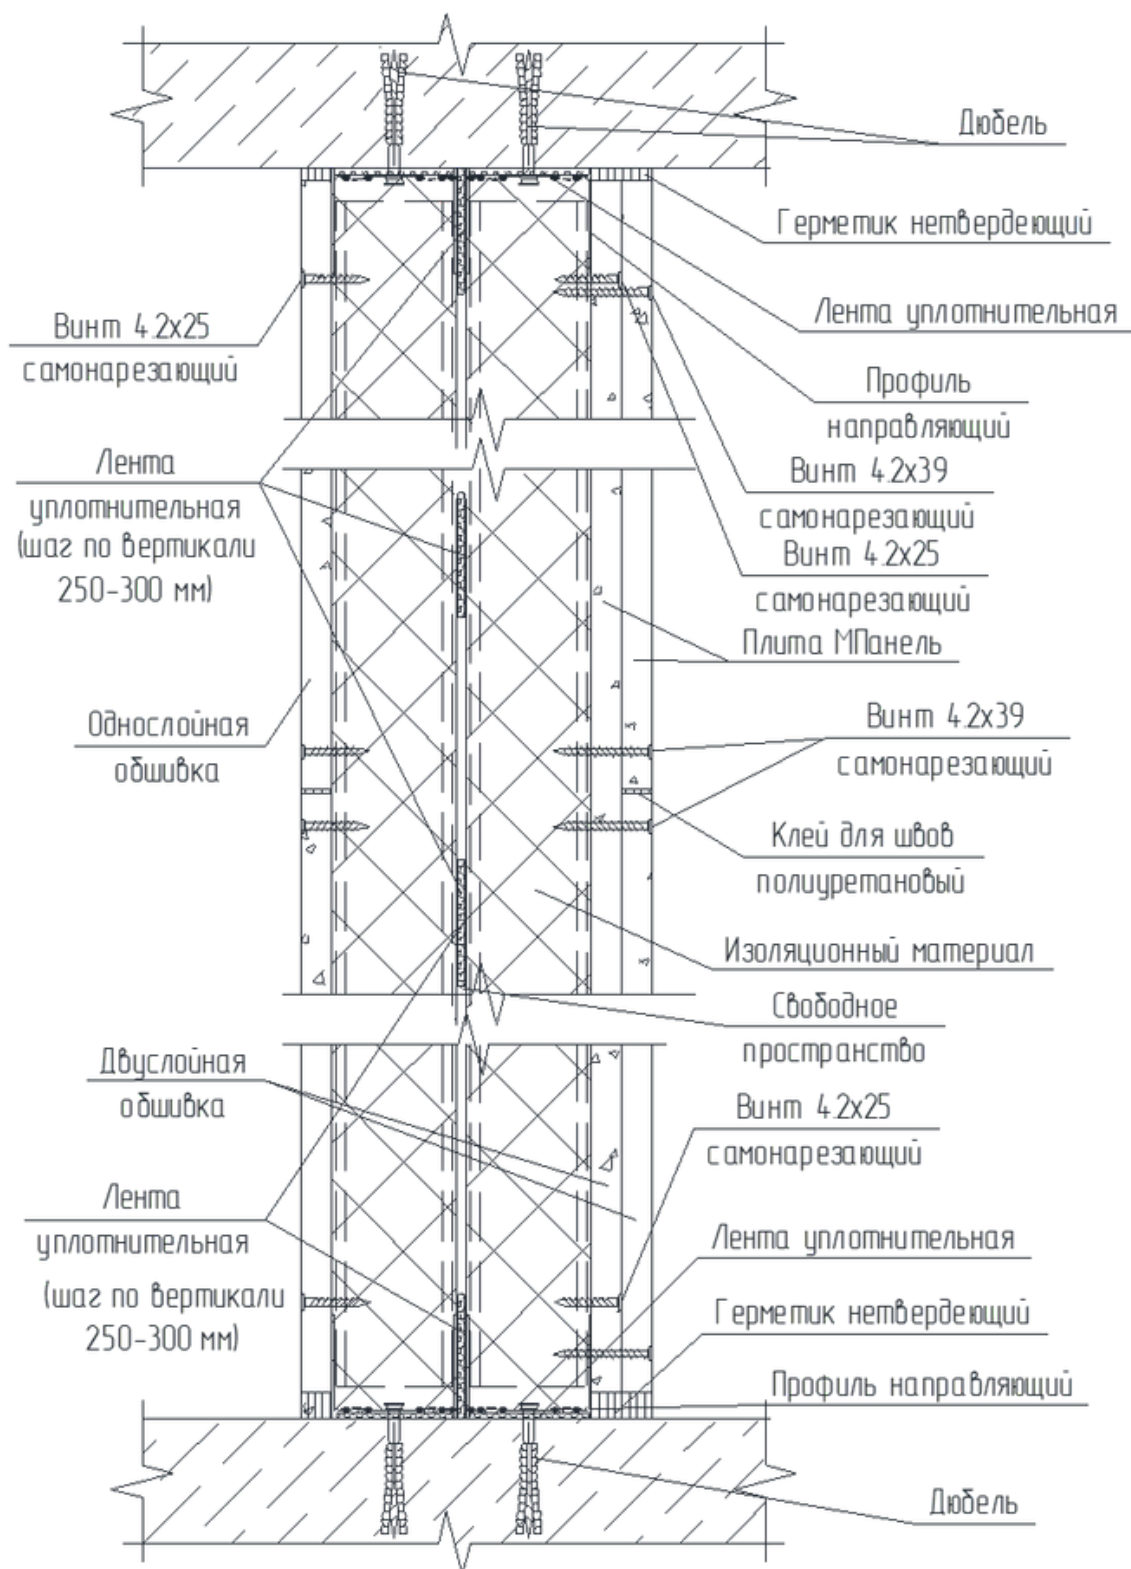 Дюбель
Герметик нетвердеющий
Лента уплотнительная
Винт 4.2х25
самонарезающий
Профиль
направляющий
Лента
уплотнительная
(шаг по вертикали
250-300 мм)
Винт 4.2х39
самонарезающий
Винт 4.2х25
самонарезающий
Плита МПанель
Однослойная
обшивка
Винт 4.2х39
самонарезающий
Клей для швов
полиуретановый
Изоляционный материал
Свободное
пространство
Двуслойная
обшивка
Винт 4.2х25
самонарезающий
Лента
уплотнительная
(шаг по вертикали
250-300 мм)
Лента уплотнительная
Герметик нетвердеющий
Профиль направляющий
Дюбель